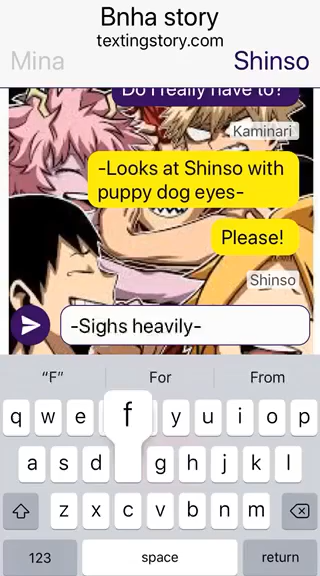 Bnha story
textingstory.com
Mina
Shinso
Do I really have to?
Kaminari
-Looks at Shinso with
puppy dog eyes-
Please!
Shinso
-Sighs heavily-
“F”
For
From
q w e f y u i o p
a s d g h j k l
z x c v b n m
123
space
return